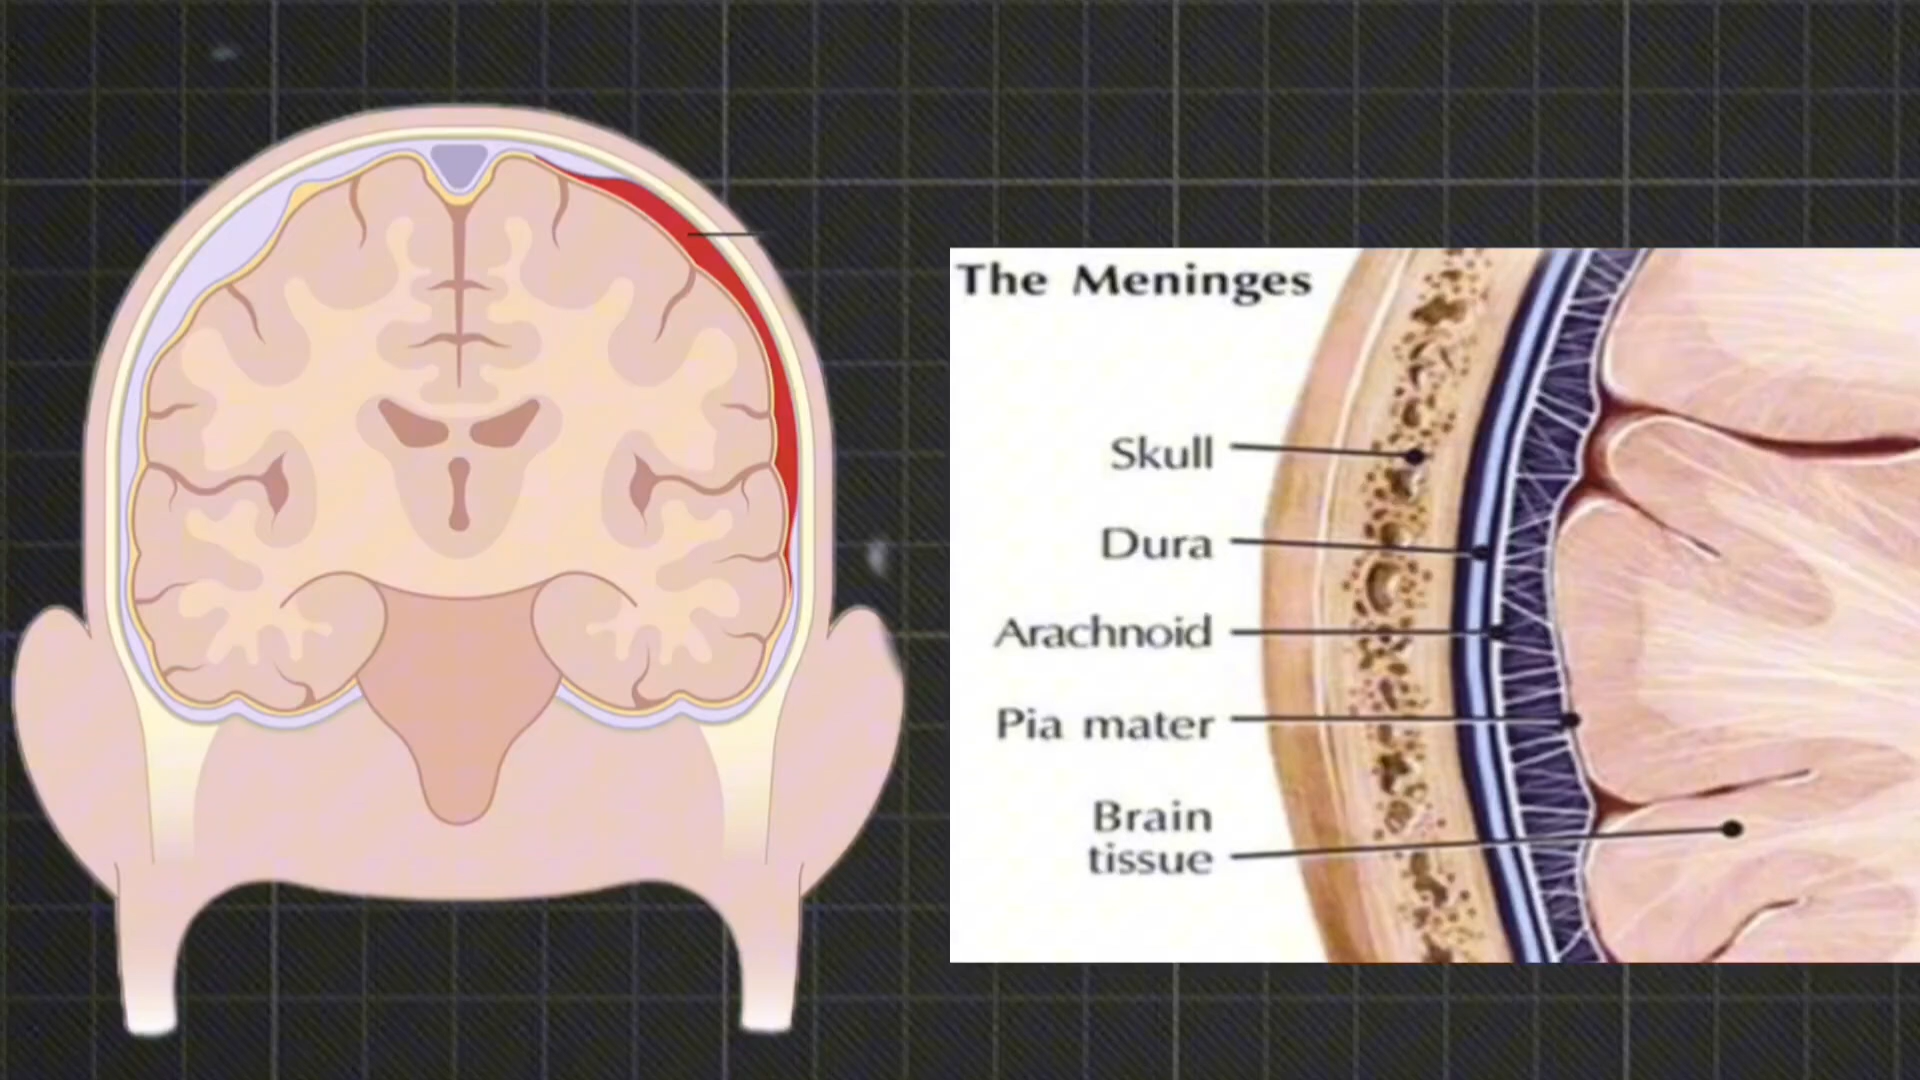 The Meninges
Skull
Dura
Arachnoid
Pia mater
Brain
tissue